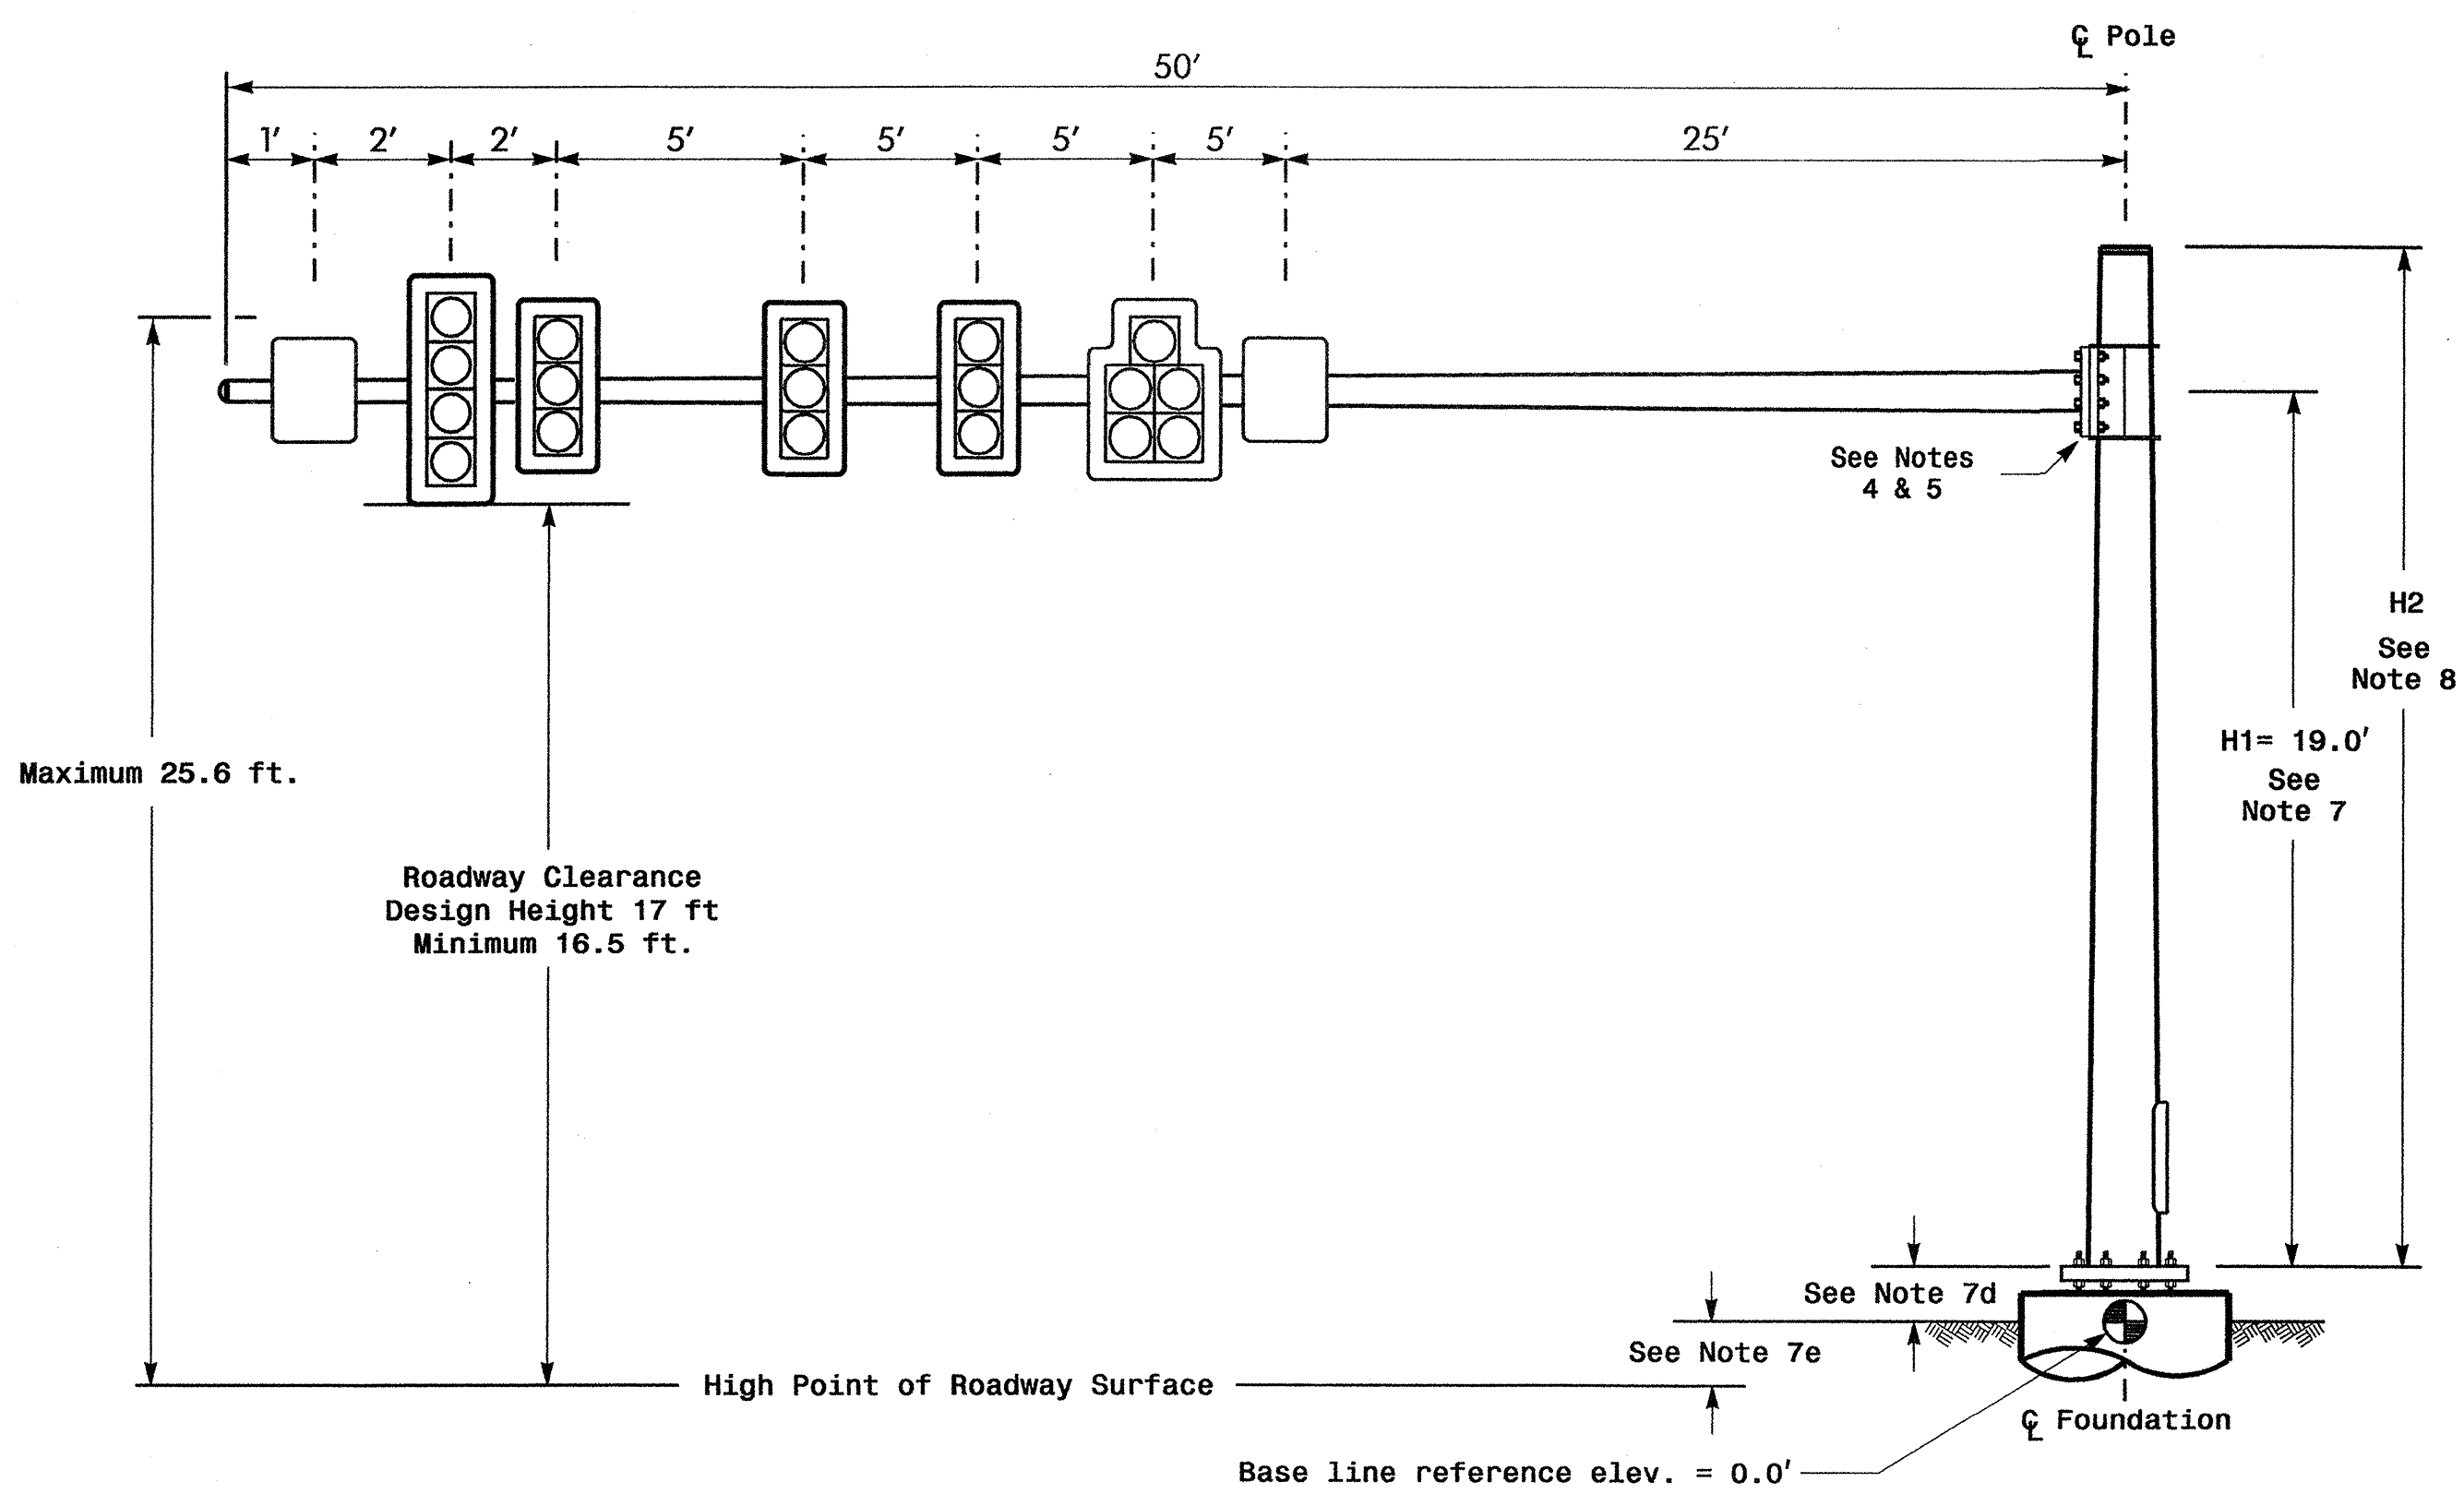 ℄ Pole
50'
1'
2'
2'
5'
5'
5'
5'
25'
See Notes
4 & 5
H2
See
Note 8
H1= 19.0'
See
Note 7
Maximum 25.6 ft.
Roadway Clearance
Design Height 17 ft
Minimum 16.5 ft.
See Note 7d
See Note 7e
High Point of Roadway Surface
℄ Foundation
Base line reference elev. = 0.0'